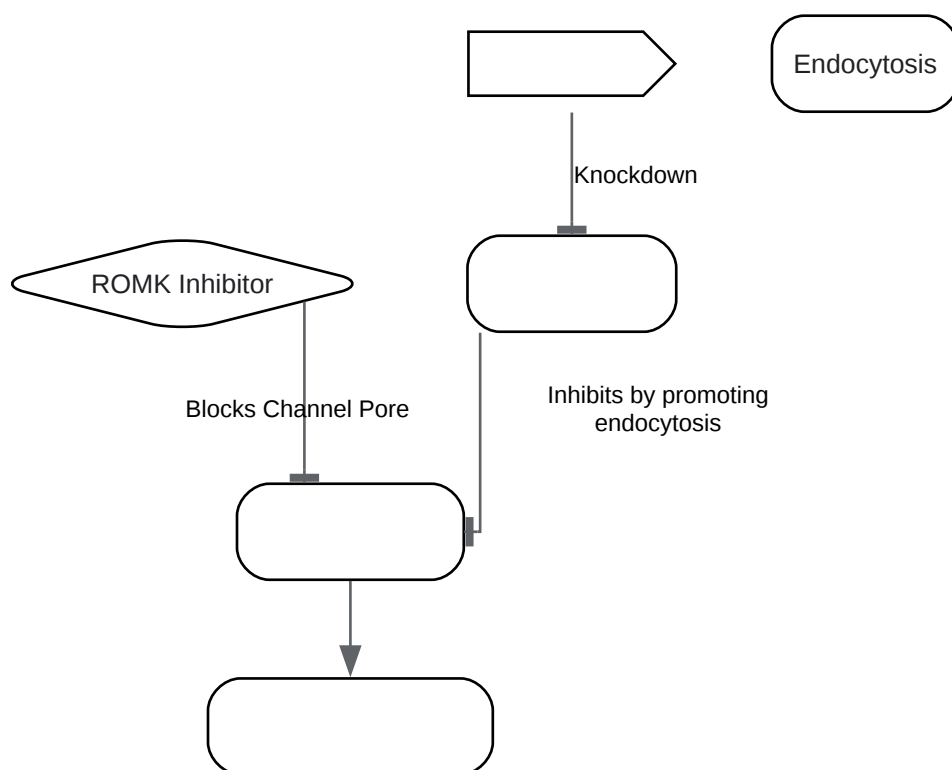 Endocytosis
Knockdown
ROMK Inhibitor
Blocks Channel Pore
Inhibits by promoting
endocytosis